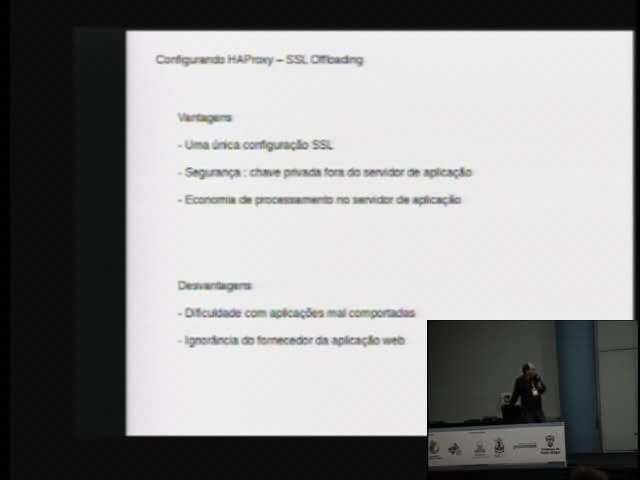 Configurando HAProxy – SSL Offloading
Vantagens
- Uma única configuração SSL
- Segurança : chave privada fora do servidor de aplicação
- Economia de processamento no servidor de aplicação
Desvantagens
- Dificuldade com aplicações mal comportadas
- Ignorância do fornecedor da aplicação web